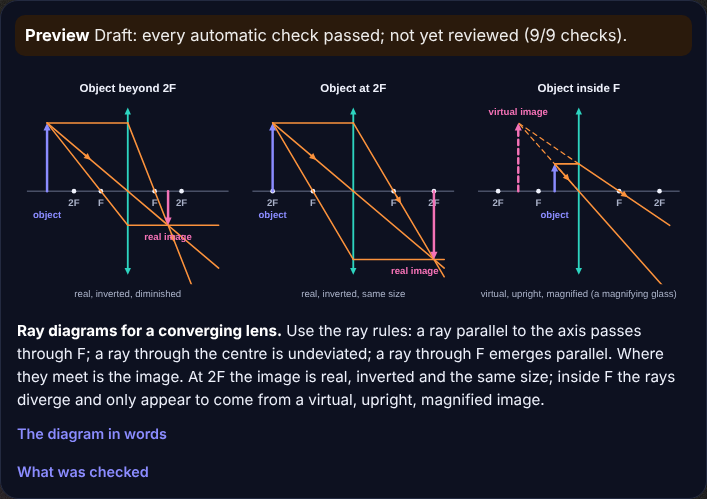 Preview Draft: every automatic check passed; not yet reviewed (9/9 checks).
Object beyond 2F
Object at 2F
Object inside F
virtual image
2F F F 2F
2F F F 2F
2F F F 2F
object
object
object
real image
real image
real, inverted, diminished
real, inverted, same size
virtual, upright, magnified (a magnifying glass)
Ray diagrams for a converging lens. Use the ray rules: a ray parallel to the axis passes
through F; a ray through the centre is undeviated; a ray through F emerges parallel. Where
they meet is the image. At 2F the image is real, inverted and the same size; inside F the rays
diverge and only appear to come from a virtual, upright, magnified image.
The diagram in words
What was checked